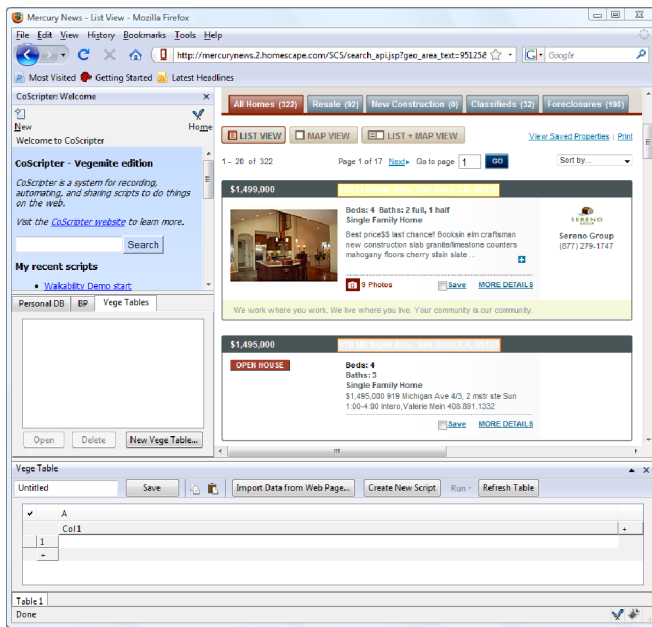 Mercury News - List View - Mozilla Firefox
File Edit View History Bookmarks Tools Help
http://mercurynews.2.homescape.com/SCS/search_api.jsp?geo_area_text=95125& G Google
Most Visited Getting Started Latest Headlines
CoScripter: Welcome
New Home
Welcome to CoScripter
CoScripter - Vegemite edition
CoScripter is a system for recording,
automating, and sharing scripts to do things
on the web.
Visit the CoScripter website to learn more.
Search
My recent scripts
Walkability Demo start
Personal DB BP Vege Tables
Open Delete New Vege Table...
All Homes (322) Resale (92) New Construction (0) Classifieds (32) Foreclosures (198)
LIST VIEW MAP VIEW LIST + MAP VIEW View Saved Properties | Print
1 - 20 of 322 Page 1 of 17 Next Go to page 1 GO Sort by...
$1,499,000
Beds: 4 Baths: 2 full, 1 half
Single Family Home
Best price$$ last chance! Booksin elm craftsman
new construction slab granite/limestone counters
mahogany floors cherry stain slate ...
SERENO
GROUP
Sereno Group
(877) 279-1747
9 Photos Save MORE DETAILS
We work where you work. We live where you live. Your community is our community.
$1,495,000
OPEN HOUSE
Beds: 4
Baths: 3
Single Family Home
$1,495,000 919 Michigan Ave 4/3, 2 mstr ste Sun
1:00-4:00 Intero,Valerie Mein 408.891.1332
Save MORE DETAILS
Vege Table
Untitled Save Import Data from Web Page... Create New Script Run Refresh Table
A
Col1 +
1
+
Table1
Done